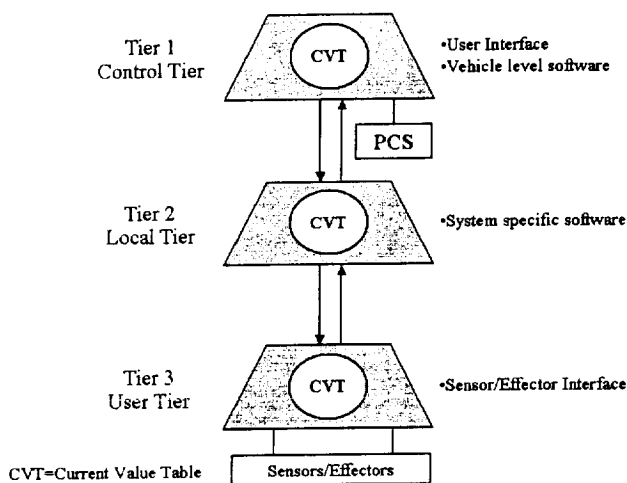 Tier 1
Control Tier
CVT
•User Interface
•Vehicle level software
PCS
Tier 2
Local Tier
CVT
•System specific software
Tier 3
User Tier
CVT
•Sensor/Effector Interface
CVT=Current Value Table
Sensors/Effectors